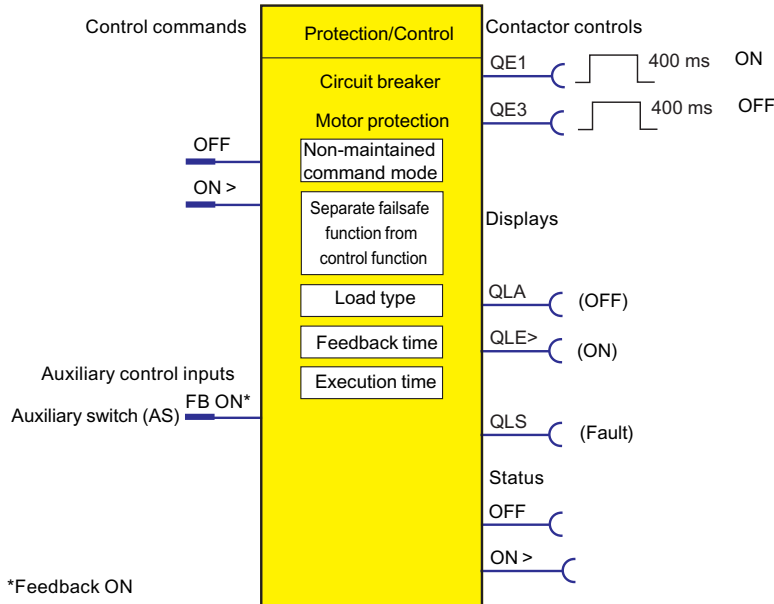 Control commands
Protection/Control
Contactor controls
QE1
400 ms
ON
Circuit breaker
QE3
400 ms
OFF
Motor protection
OFF
Non-maintained
command mode
ON >
Separate failsafe
function from
control function
Displays
Load type
QLA
(OFF)
Feedback time
QLE>
(ON)
Auxiliary control inputs
Execution time
FB ON*
Auxiliary switch (AS)
QLS
(Fault)
Status
OFF
ON >
*Feedback ON